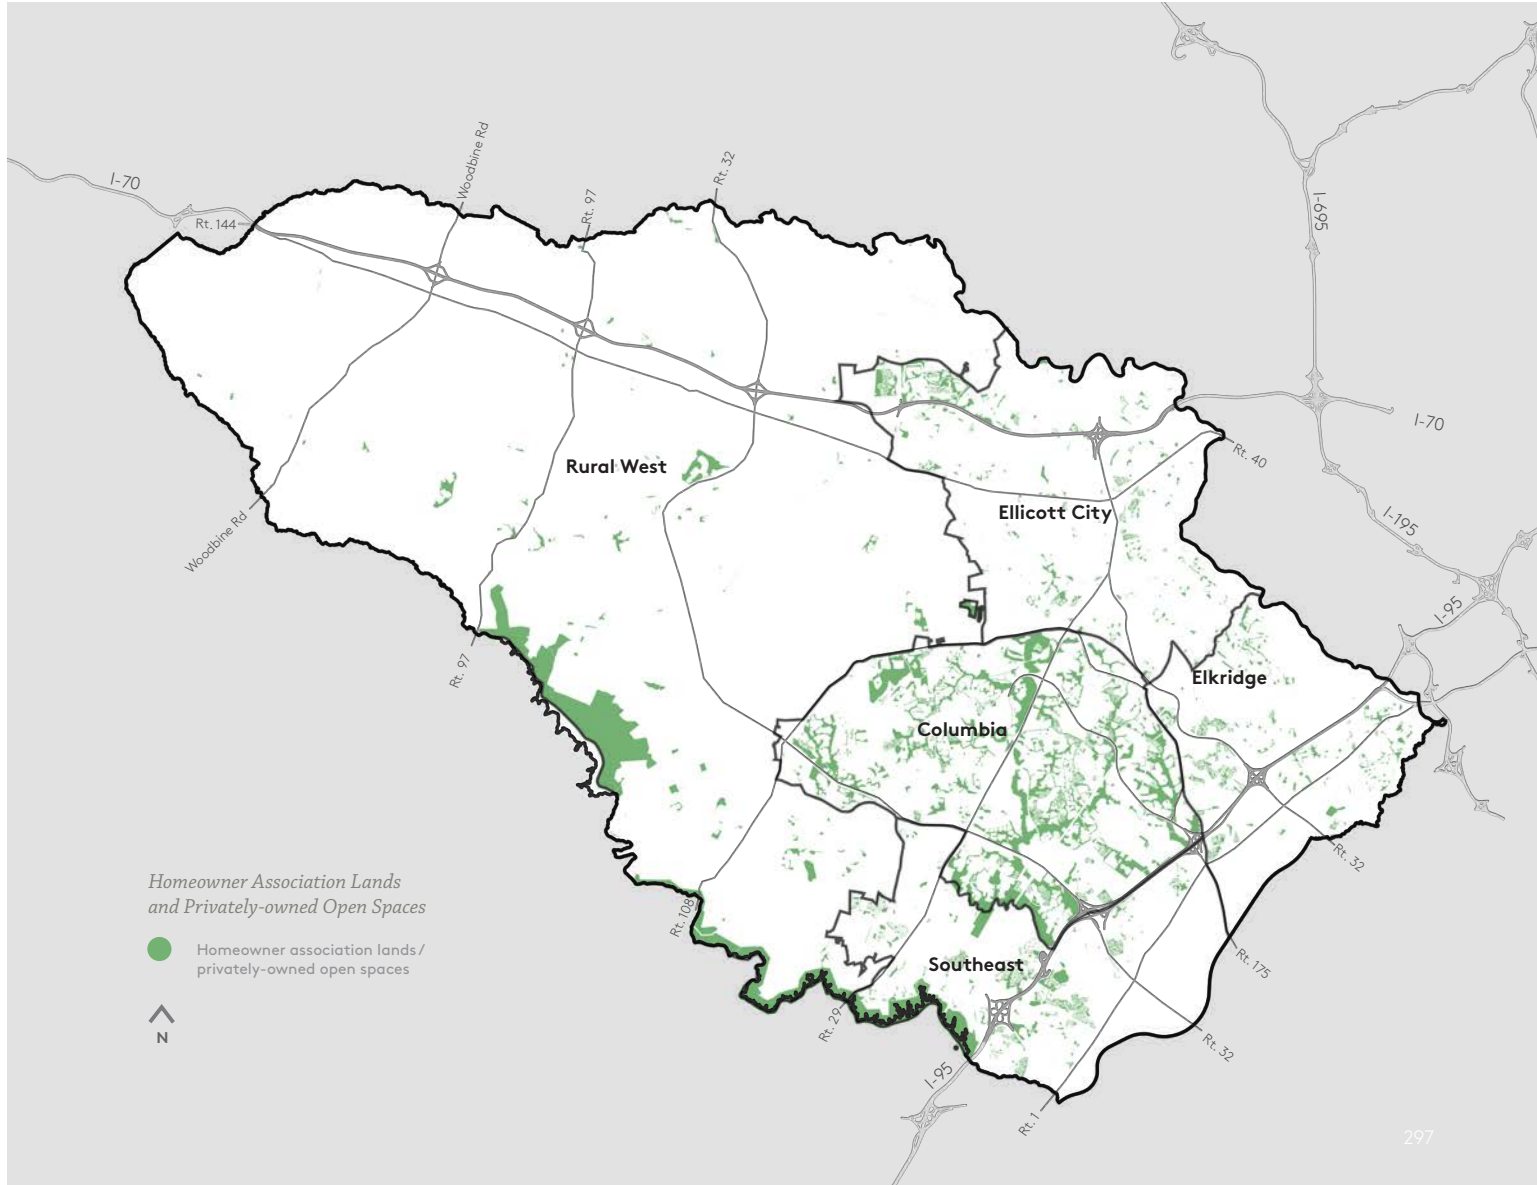 Woodbine Rd
Rt. 32
I-70
Rt. 97
I-695
Rt. 144
I-70
Rt. 40
Rural West
Ellicott City
I-195
Woodbine Rd
I-95
Rt. 97
Elkridge
Columbia
Rt. 32
Homeowner Association Lands
and Privately-owned Open Spaces
Rt. 108
Homeowner association lands/
privately-owned open spaces
Southeast
Rt. 175
N
Rt. 29
Rt. 32
I-95
Rt. 1
297